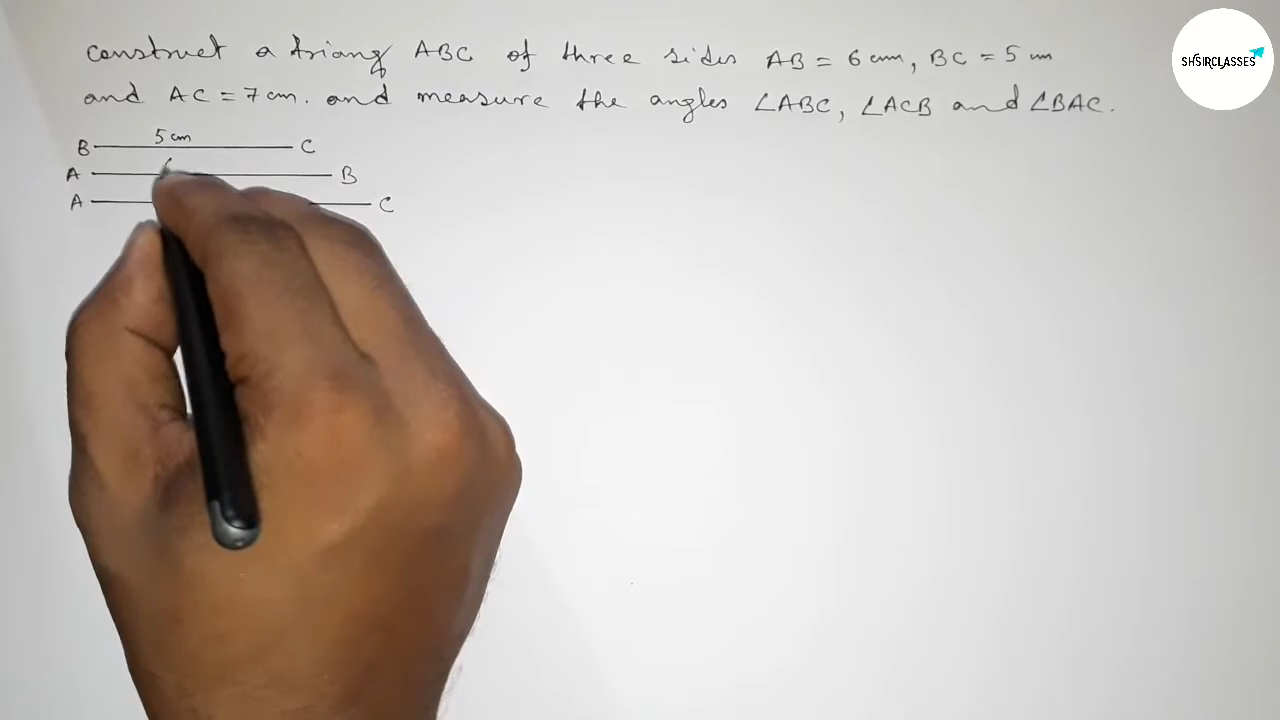 construct a triang ABC of three sides AB = 6 cm, BC = 5 cm
and AC = 7 cm. and measure the angles ∠ABC, ∠ACB and ∠BAC.
5 cm
B C
6
A B
A C
SHSIRCLASSES